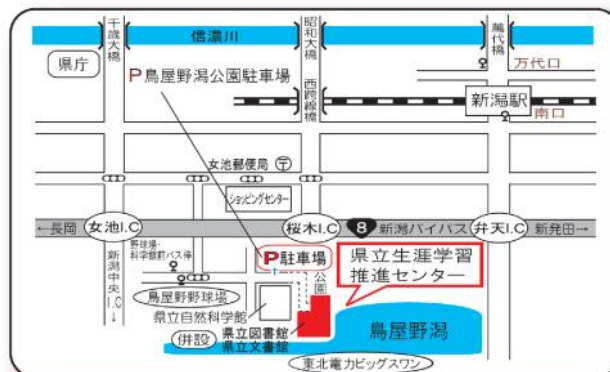 千歳大橋
信濃川
昭和大橋
萬代橋
県庁
P鳥屋野潟公園駐車場
西跨線橋
万代口
新潟駅
南口
女池郵便局
ショッピングセンター
←長岡
女池I.C
桜木I.C
8
新潟バイパス
弁天I.C
新発田→
新潟中央I.C→
野球場・科学館前バス停
P駐車場
公園
県立生涯学習
推進センター
鳥屋野野球場
県立自然科学館
併設
県立図書館
県立文書館
鳥屋野潟
東北電力ビッグスワン